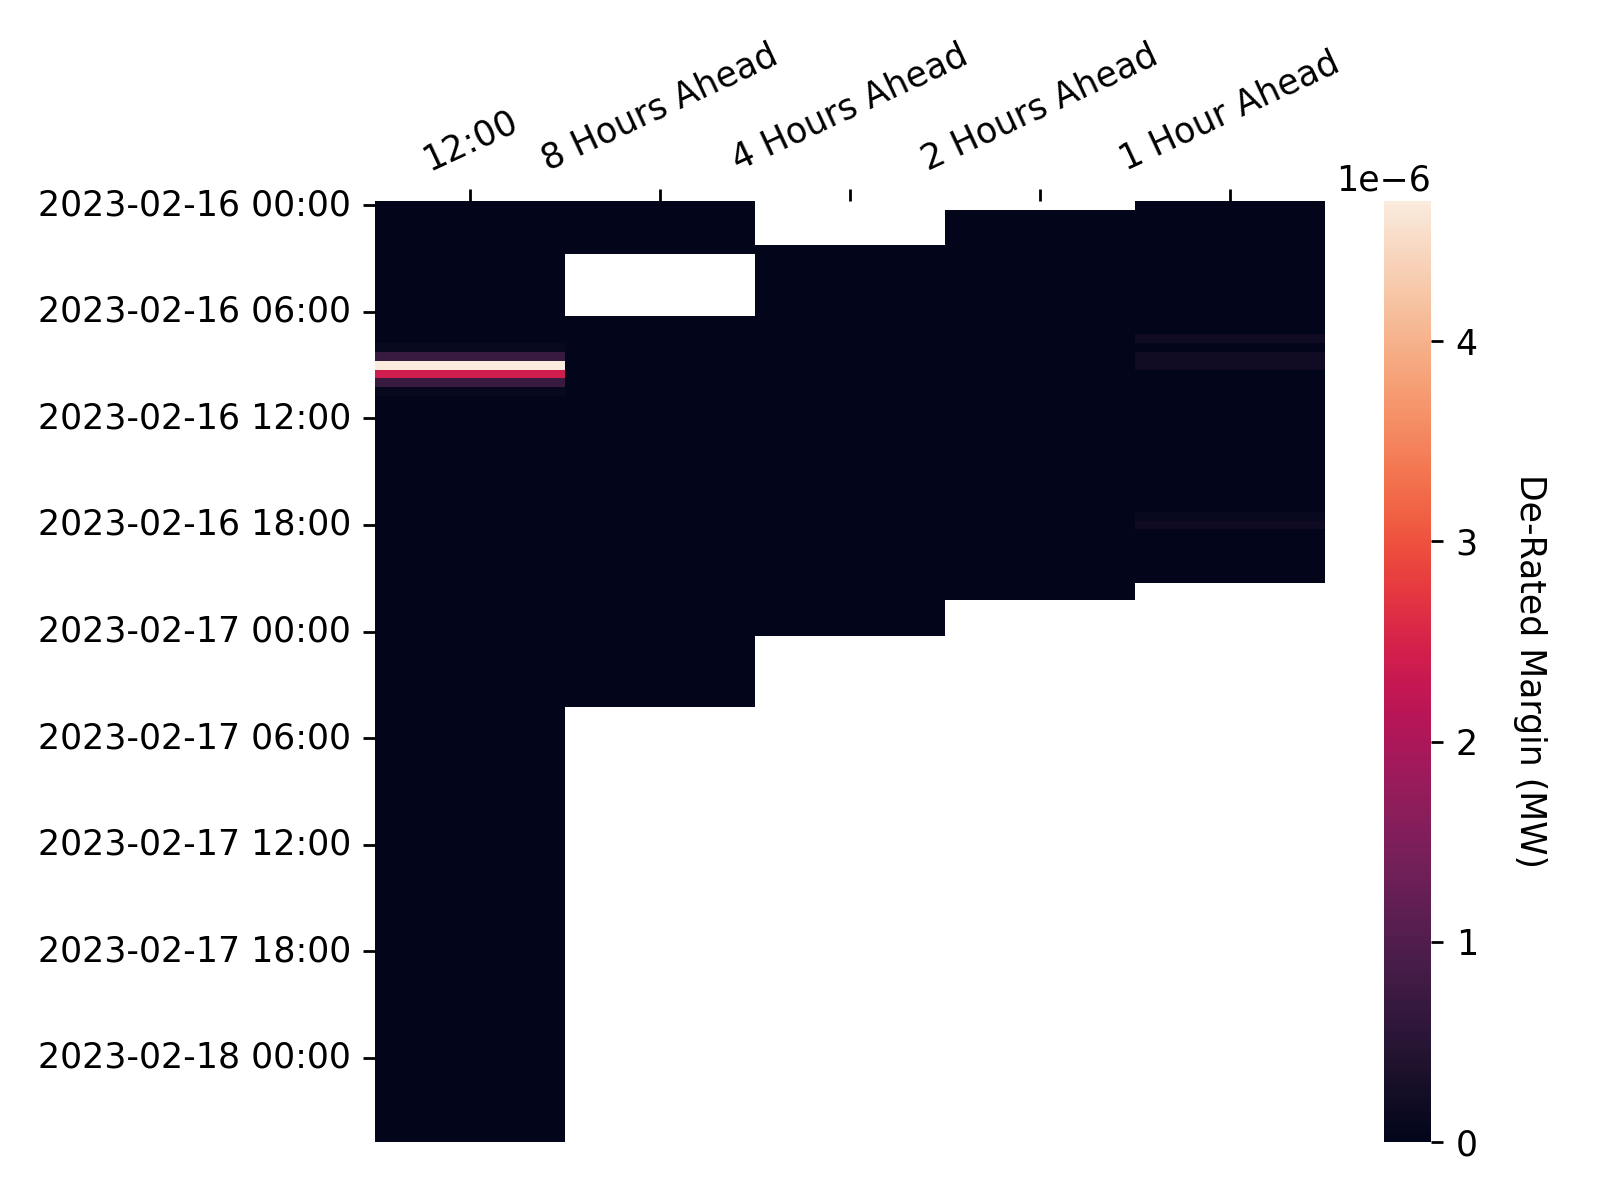 12:00
8 Hours Ahead
4 Hours Ahead
2 Hours Ahead
1 Hour Ahead
1e−6
2023-02-16 00:00
2023-02-16 06:00
2023-02-16 12:00
2023-02-16 18:00
2023-02-17 00:00
2023-02-17 06:00
2023-02-17 12:00
2023-02-17 18:00
2023-02-18 00:00
4
3
2
1
0
De-Rated Margin (MW)